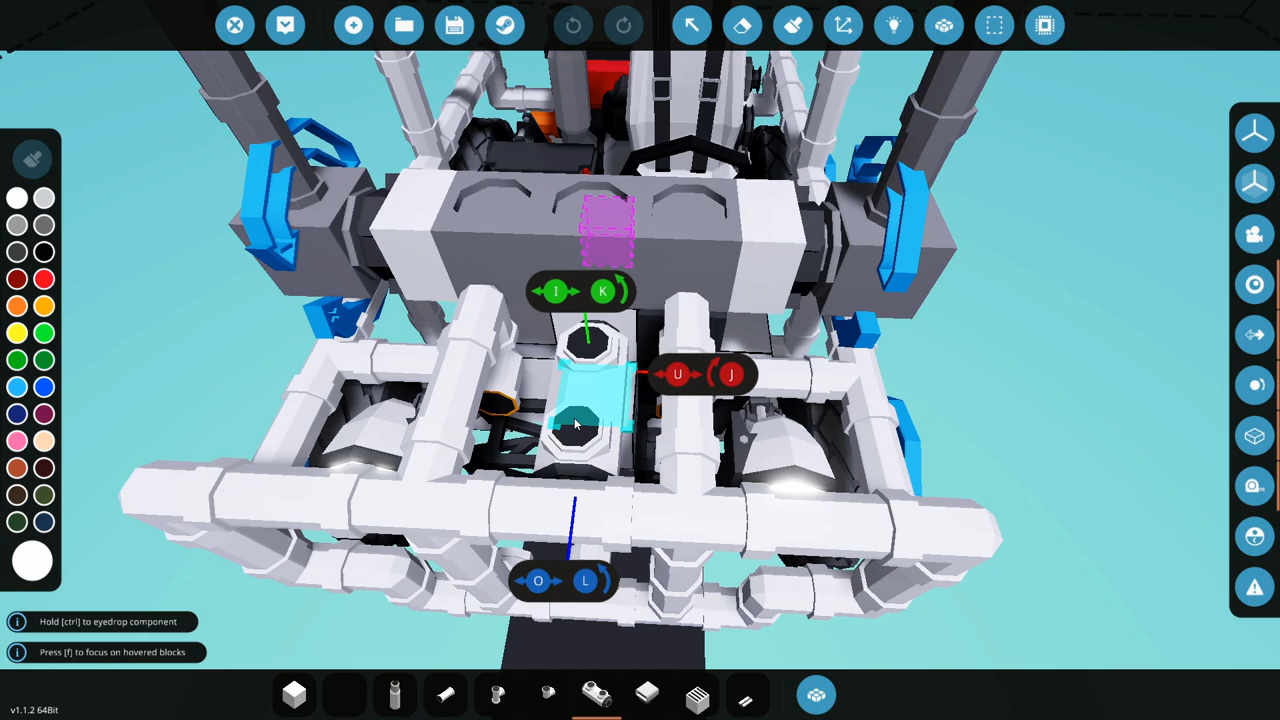 I K
U J
O L
Hold [ctrl] to eyedrop component
Press [f] to focus on hovered blocks
v1.1.2 64Bit